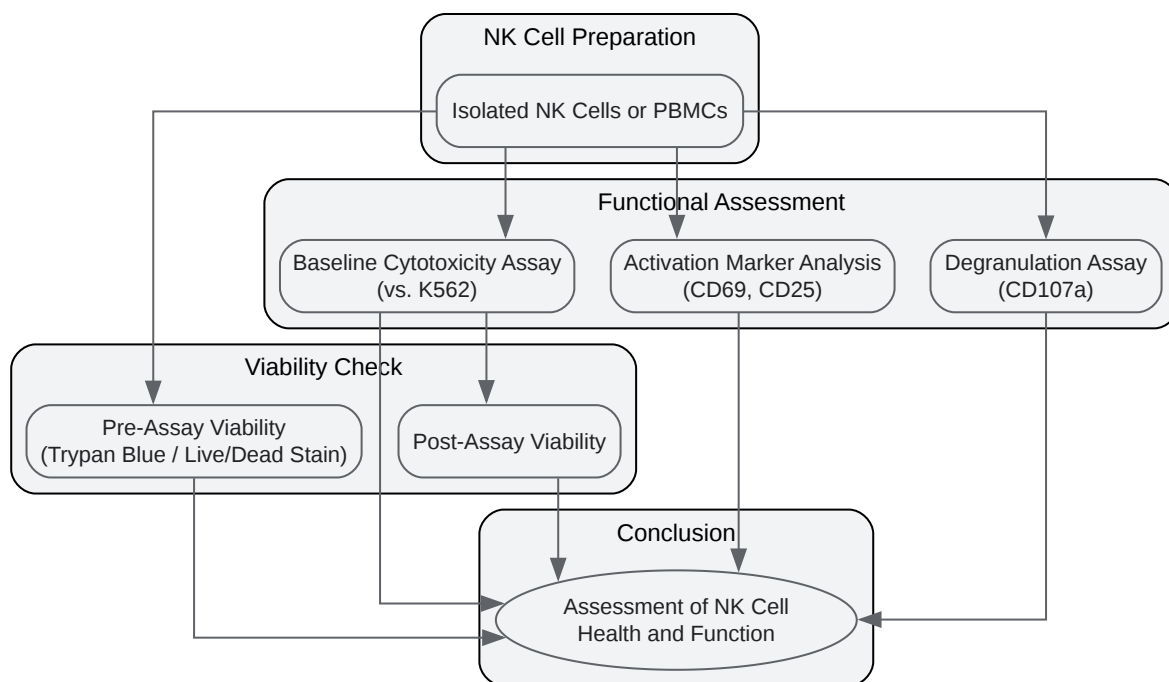 NK Cell Preparation
Isolated NK Cells or PBMCs
Functional Assessment
Baseline Cytotoxicity Assay
(vs. K562)
Activation Marker Analysis
(CD69, CD25)
Degranulation Assay
(CD107a)
Viability Check
Pre-Assay Viability
(Trypan Blue / Live/Dead Stain)
Post-Assay Viability
Conclusion
Assessment of NK Cell
Health and Function